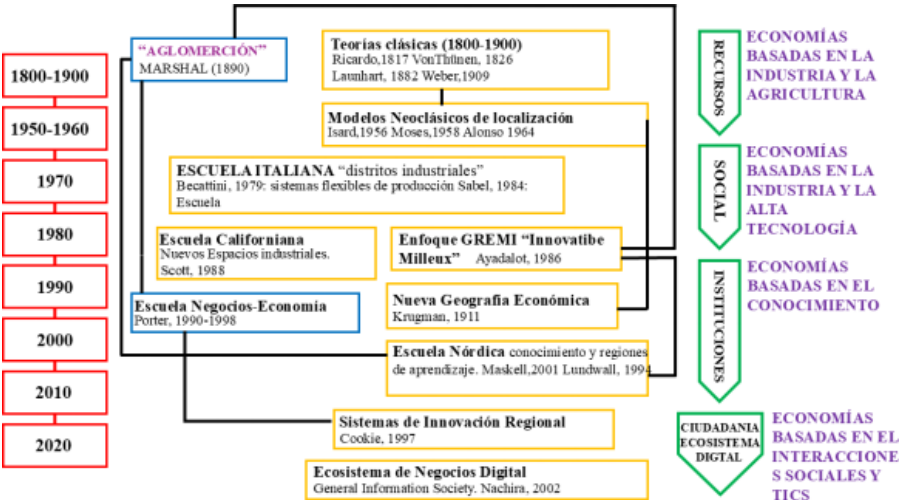 1800-1900
1950-1960
1970
1980
1990
2000
2010
2020
“AGLOMERCIÓN”
MARSHAL (1890)
Teorías clásicas (1800-1900)
Ricardo,1817 VonThünen, 1826
Launhart, 1882 Weber,1909
Modelos Neoclásicos de localización
Isard,1956 Moses,1958 Alonso 1964
ESCUELA ITALIANA “distritos industriales”
Becattini, 1979: sistemas flexibles de producción Sabel, 1984:
Escuela
Escuela Californiana
Nuevos Espacios industriales.
Scott, 1988
Enfoque GREMI “Innovatibe
Milleux” Ayadalot, 1986
Escuela Negocios-Economía
Porter, 1990-1998
Nueva Geografía Económica
Krugman, 1911
Escuela Nórdica conocimiento y regiones
de aprendizaje. Maskell,2001 Lundwall, 1994
Sistemas de Innovación Regional
Cookie, 1997
Ecosistema de Negocios Digital
General Information Society. Nachira, 2002
RECURSOS
ECONOMÍAS
BASADAS EN LA
INDUSTRIA Y LA
AGRICULTURA
SOCIAL
ECONOMÍAS
BASADAS EN LA
INDUSTRIA Y LA
ALTA
TECNOLOGÍA
INSTITUCIONES
ECONOMÍAS
BASADAS EN EL
CONOCIMIENTO
CIUDADANIA
ECOSISTEMA
DIGTAL
ECONOMÍAS
BASADAS EN EL
INTERACCIONE
S SOCIALES Y
TICS